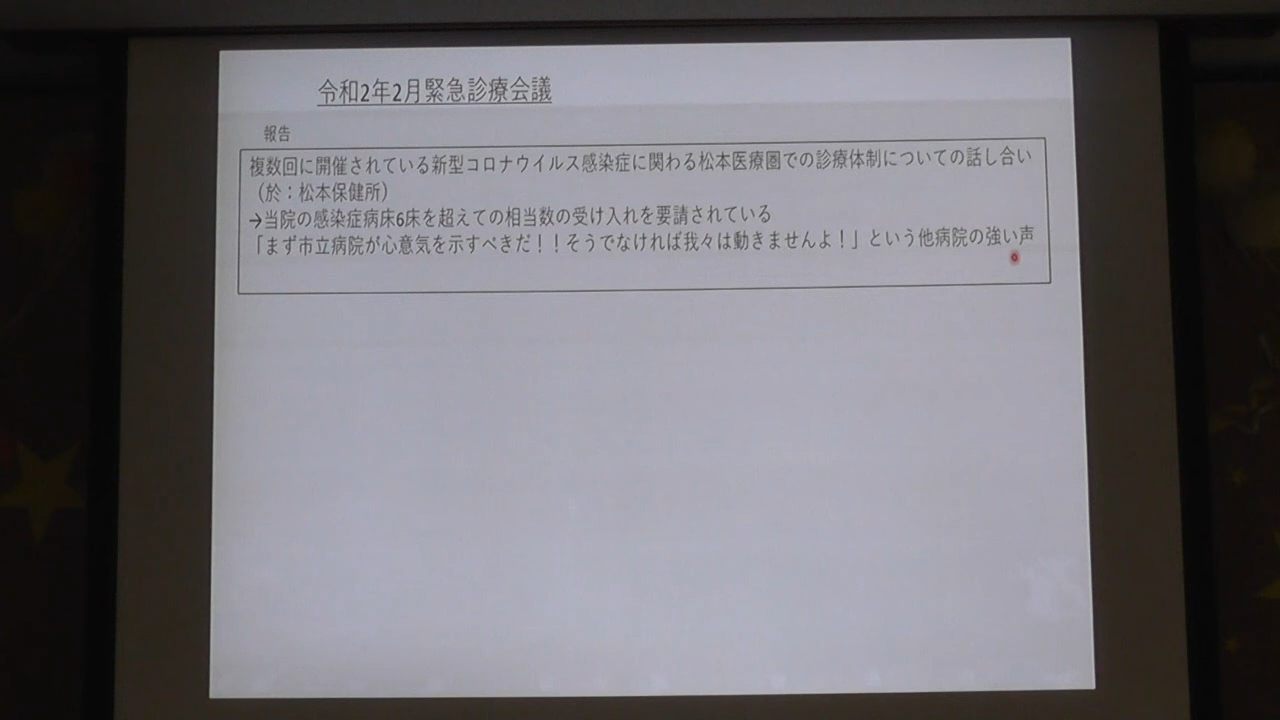 令和2年2月緊急診療会議
報告
複数回に開催されている新型コロナウイルス感染症に関わる松本医療圏での診療体制についての話し合い
（於：松本保健所）
→当院の感染症病床6床を超えての相当数の受け入れを要請されている
「まず市立病院が心意気を示すべきだ！！そうでなければ我々は動きませんよ！」という他病院の強い声